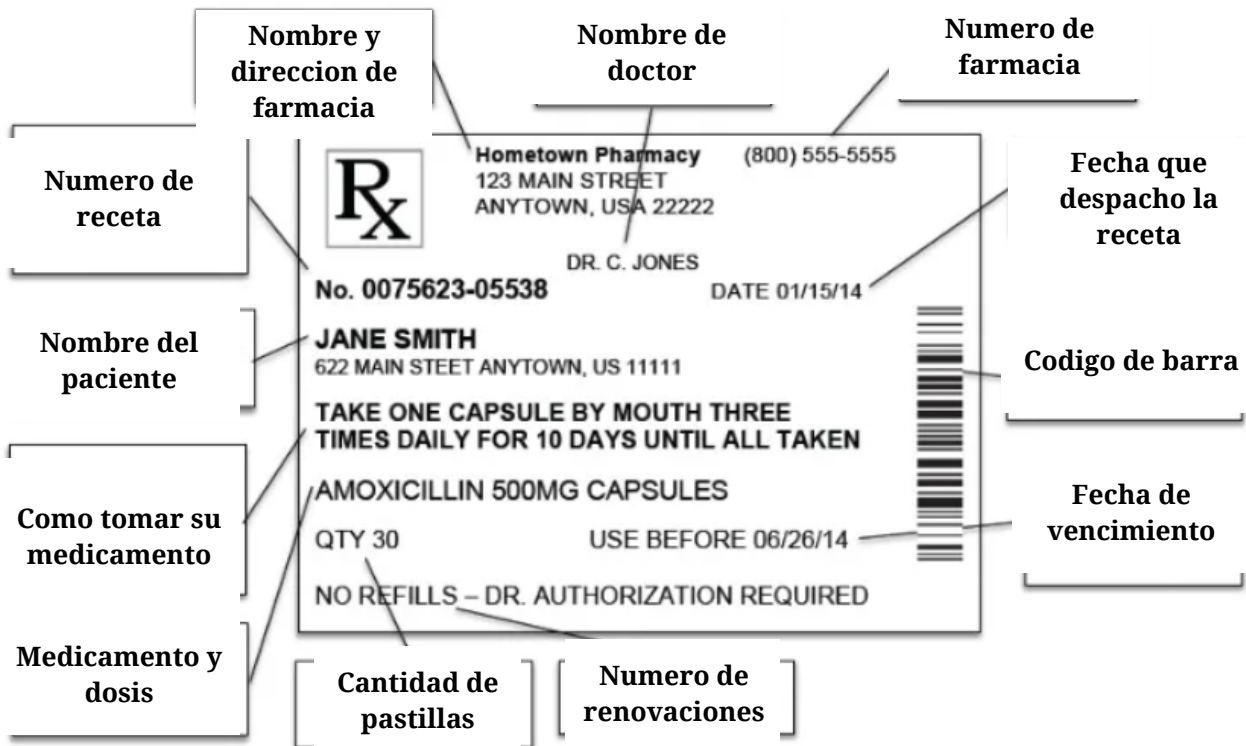 Nombre y
direccion de
farmacia
Nombre de
doctor
Numero de
farmacia
Numero de
receta
Nombre del
paciente
Como tomar su
medicamento
Medicamento y
dosis
Rx
Hometown Pharmacy (800) 555-5555
123 MAIN STREET
ANYTOWN, USA 22222
DR. C. JONES
No. 0075623-05538 DATE 01/15/14
JANE SMITH
622 MAIN STEET ANYTOWN, US 11111
TAKE ONE CAPSULE BY MOUTH THREE
TIMES DAILY FOR 10 DAYS UNTIL ALL TAKEN
AMOXICILLIN 500MG CAPSULES
QTY 30 USE BEFORE 06/26/14
NO REFILLS – DR. AUTHORIZATION REQUIRED
Fecha que
despacho la
receta
Codigo de barra
Fecha de
vencimiento
Cantidad de
pastillas
Numero de
renovaciones